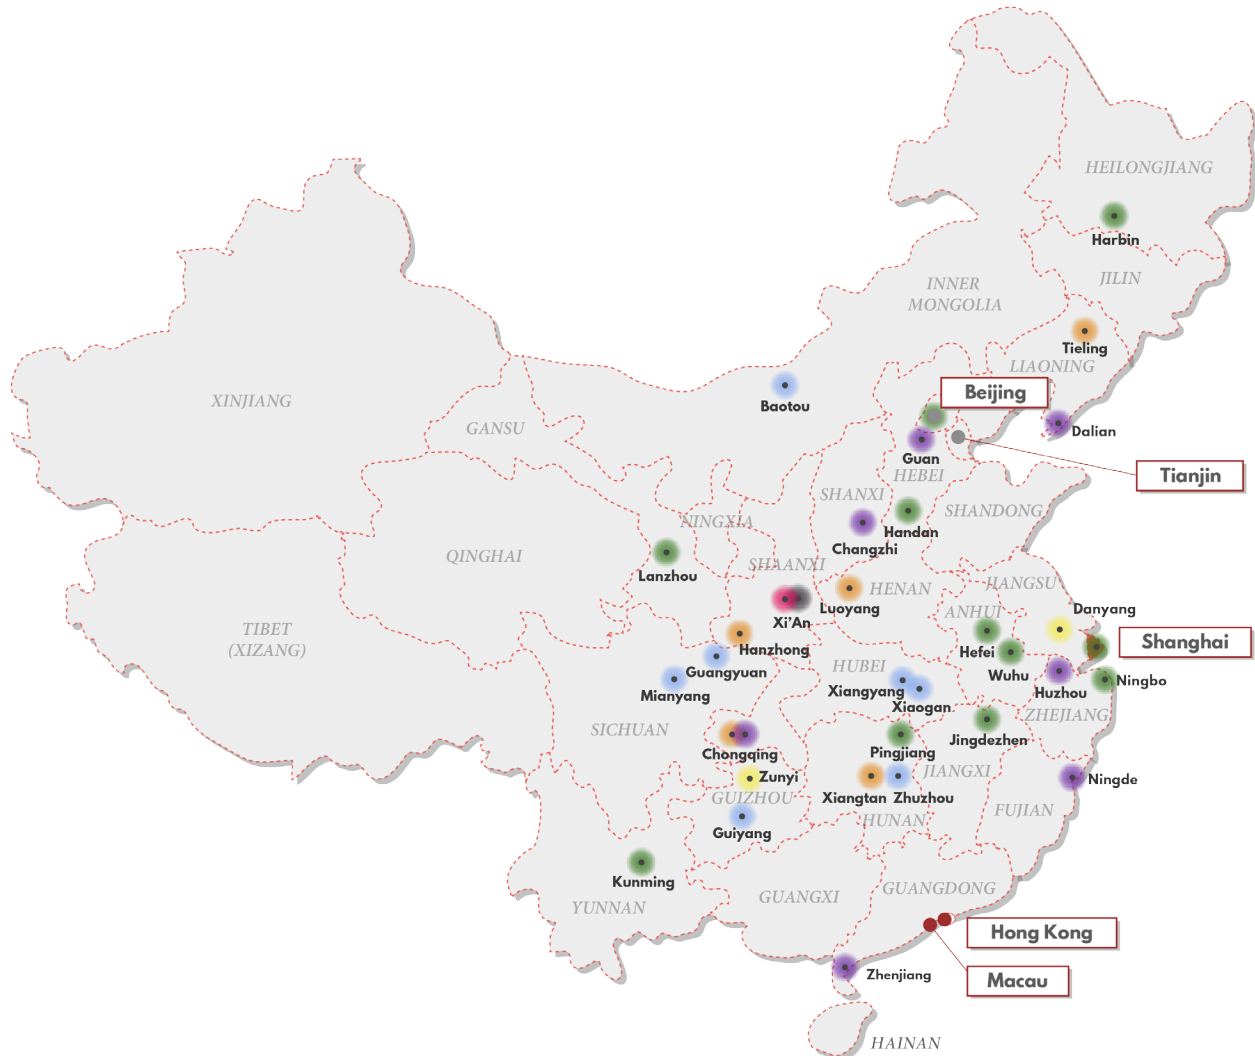 HEILONGJIANG
Harbin
JILIN
INNER
MONGOLIA
Tieling
LIAONING
Beijing
XINJIANG
Baotou
GANSU
Dalian
Guan
HEBEI
Tianjin
SHANXI
SHANDONG
NINGXIA
Handan
Changzhi
QINGHAI
Lanzhou
SHAANXI
JIANGSU
HENAN
Luoyang
ANHUI
Danyang
Xi'An
TIBET
(XIZANG)
Shanghai
Hanzhong
Hefei
Guangyuan
HUBEI
Wuhu
Mianyang
Xiangyang
Huzhou
Ningbo
Xiaogan
ZHEJIANG
SICHUAN
Jingdezhen
Chongqing
Pingjiang
JIANGXI
Zunyi
Ningde
GUIZHOU
Xiangtan
Zhuzhou
FUJIAN
HUNAN
Guiyang
Kunming
GUANGDONG
GUANGXI
YUNNAN
Hong Kong
Zhenjiang
Macau
HAINAN